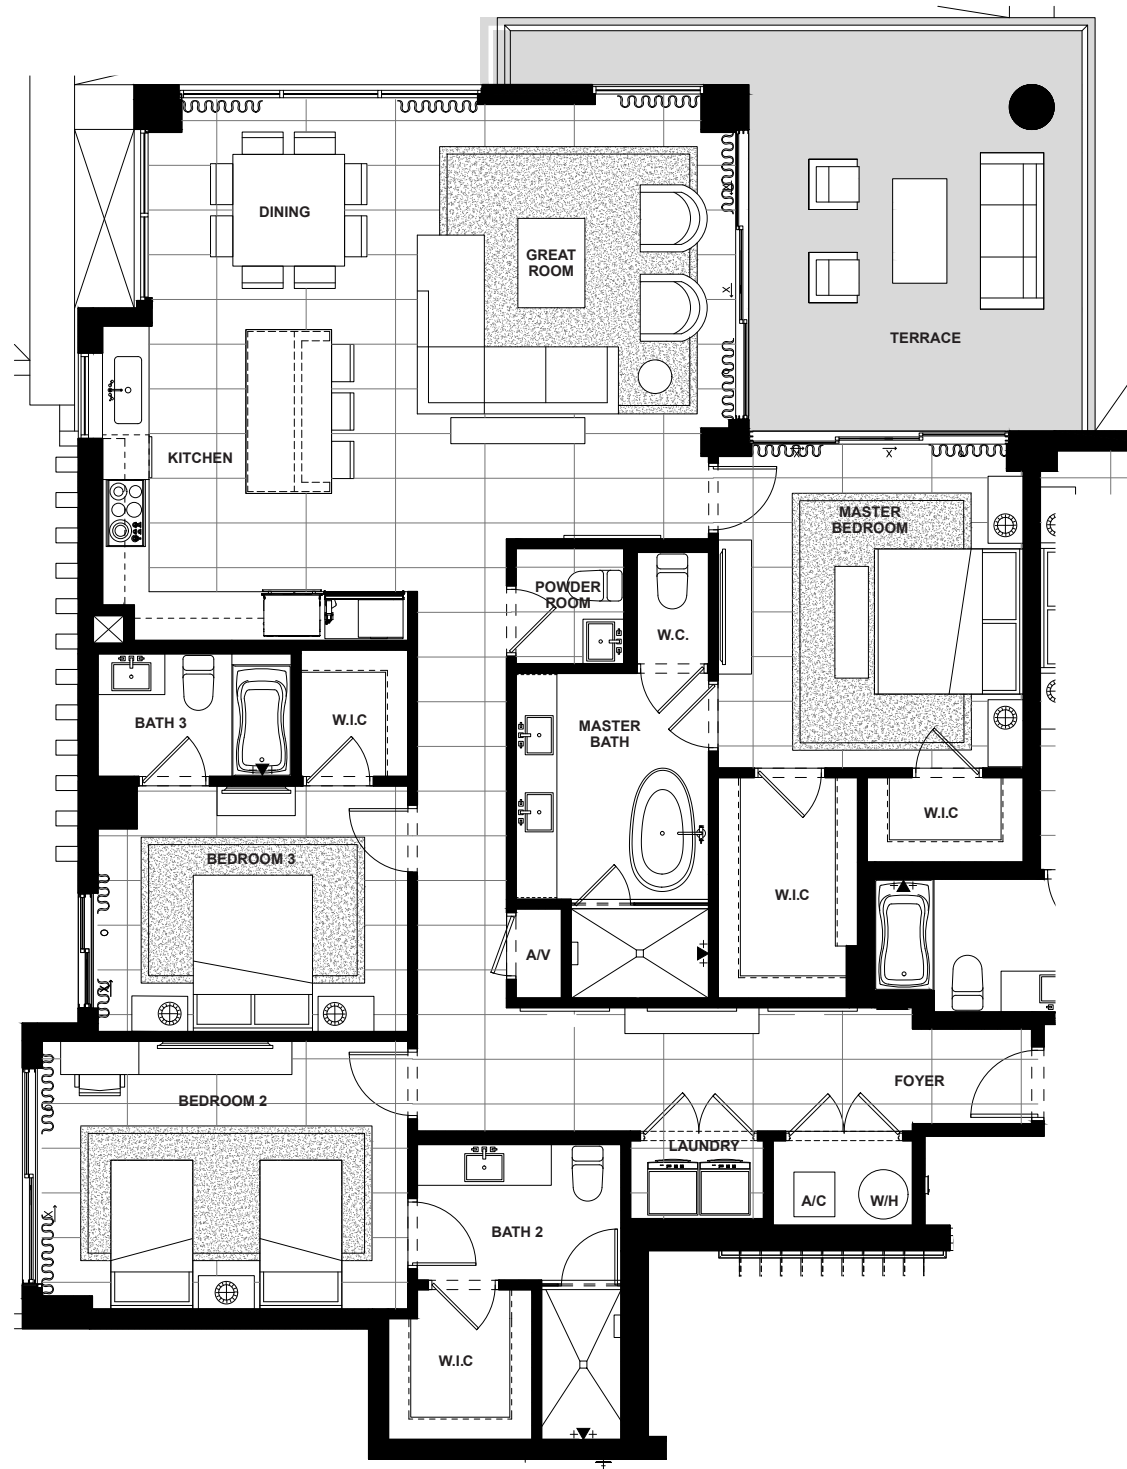 DINING
GREAT
ROOM
TERRACE
KITCHEN
MASTER
BEDROOM
POWDER
ROOM
W.C.
BATH 3
W.I.C
MASTER
BATH
W.I.C
BEDROOM 3
W.I.C
A/V
FOYER
BEDROOM 2
LAUNDRY
A/C
W/H
BATH 2
W.I.C